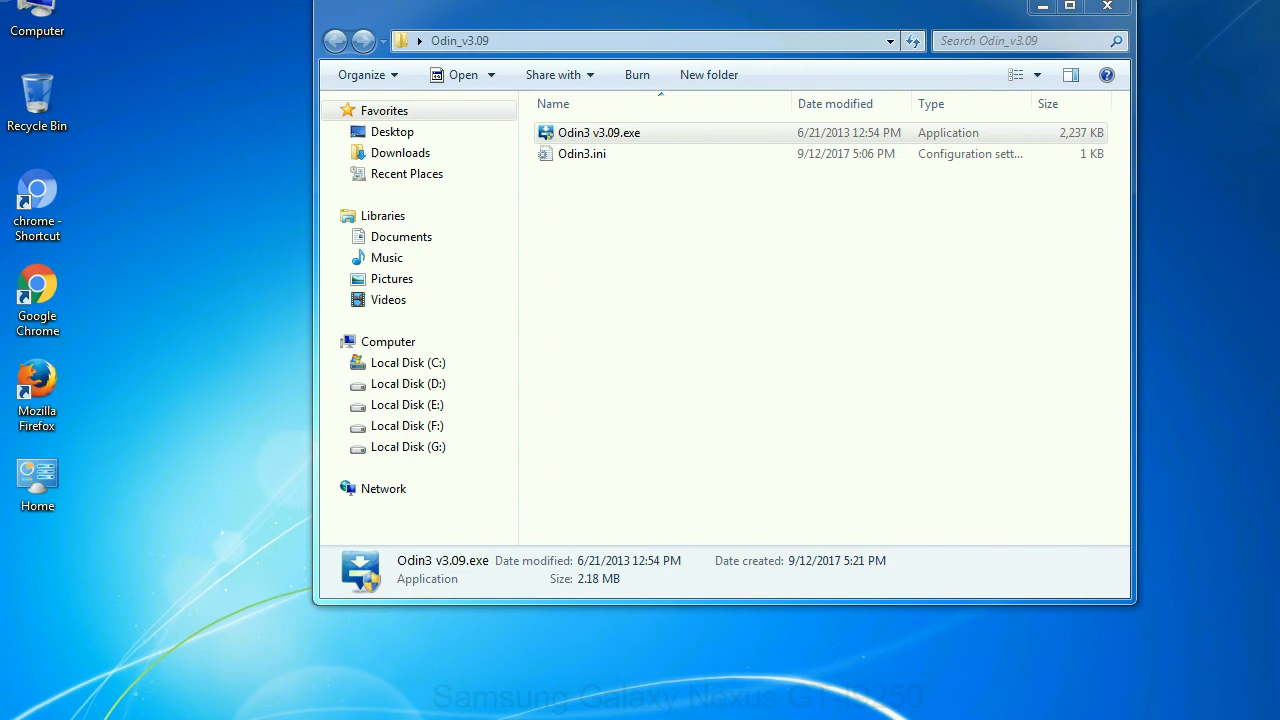 Computer
Recycle Bin
chrome -
Shortcut
Google
Chrome
Mozilla
Firefox
Home
Odin_v3.09
Search Odin_v3.09
Organize
Open
Share with
Burn
New folder
Favorites
Desktop
Downloads
Recent Places
Libraries
Documents
Music
Pictures
Videos
Computer
Local Disk (C:)
Local Disk (D:)
Local Disk (E:)
Local Disk (F:)
Local Disk (G:)
Network
Name Date modified Type Size
Odin3 v3.09.exe 6/21/2013 12:54 PM Application 2,237 KB
Odin3.ini 9/12/2017 5:06 PM Configuration sett... 1 KB
Odin3 v3.09.exe Date modified: 6/21/2013 12:54 PM Date created: 9/12/2017 5:21 PM
Application Size: 2.18 MB
Samsung Galaxy Nexus GT-I9250